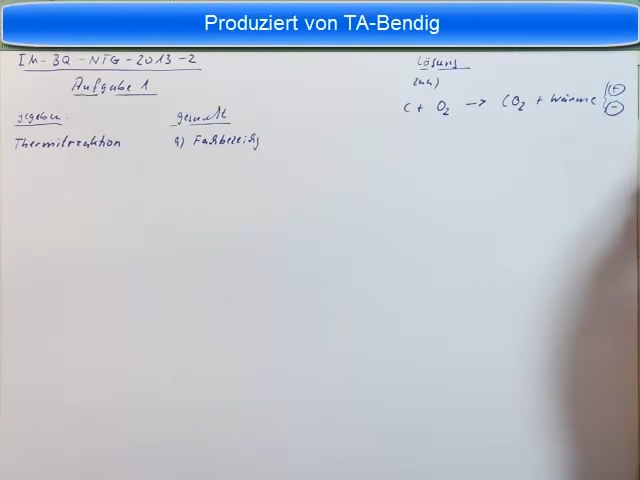 Produziert von TA-Bendig
IM-BQ-NTG-2013-2
Aufgabe 1
gegeben:
gesucht
Thermitreaktion
a) Fachbezeichg
Lösung
zu a)
C + O₂ -> CO₂ + Wärme { (+)
(-)